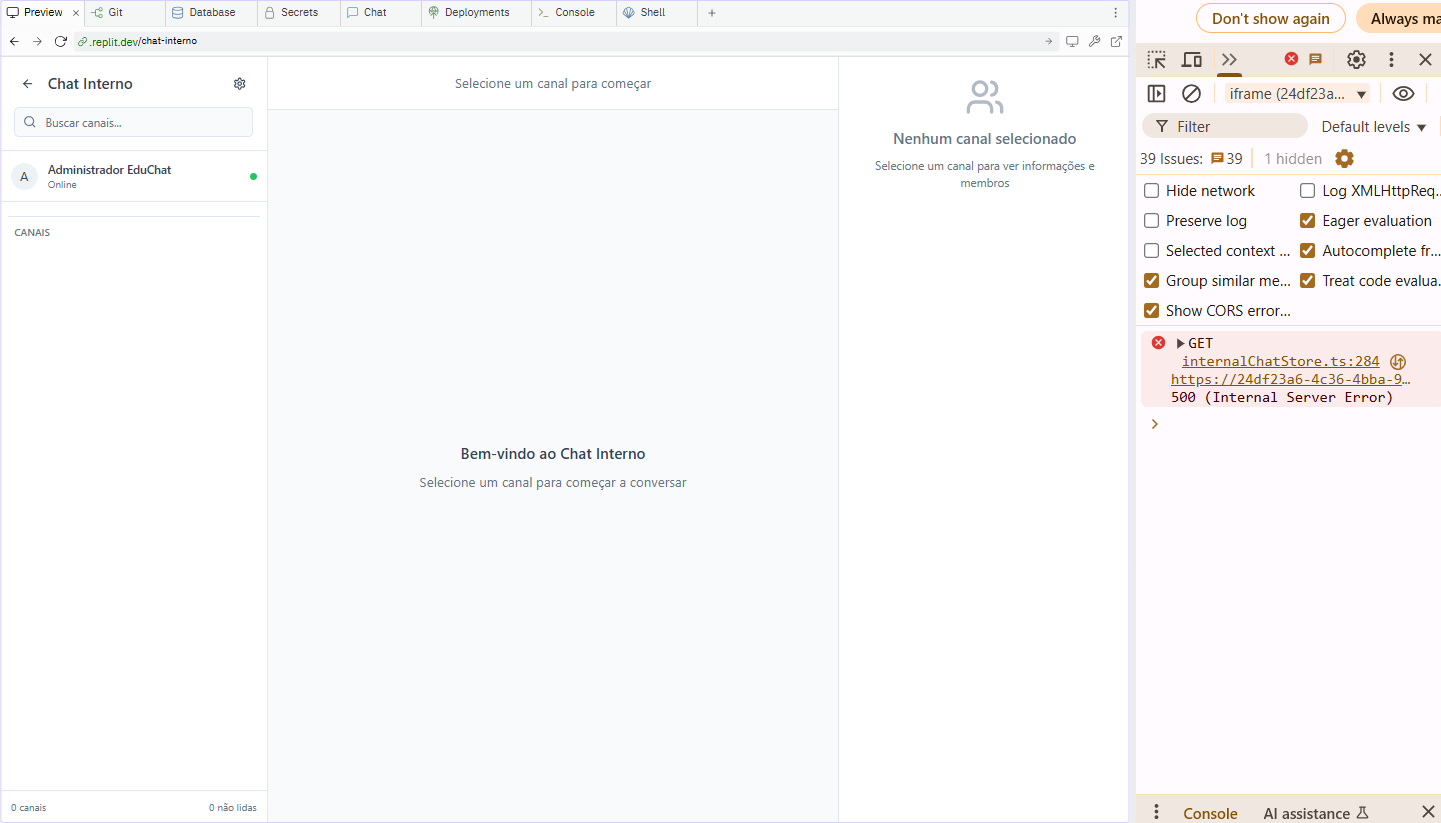 Preview
Git
Database
Secrets
Chat
Deployments
Console
Shell
.replit.dev/chat-interno
Chat Interno
Buscar canais...
A
Administrador EduChat
Online
CANAIS
0 canais
0 não lidas
Selecione um canal para começar
Bem-vindo ao Chat Interno
Selecione um canal para começar a conversar
Nenhum canal selecionado
Selecione um canal para ver informações e
membros
Don't show again
Always ma
iframe (24df23a...
Filter
Default levels
39 Issues: 39
1 hidden
Hide network
Log XMLHttpReq...
Preserve log
Eager evaluation
Selected context ...
Autocomplete fr...
Group similar me...
Treat code evalua.
Show CORS error...
GET
internalChatStore.ts:284
https://24df23a6-4c36-4bba-9…
500 (Internal Server Error)
Console
AI assistance